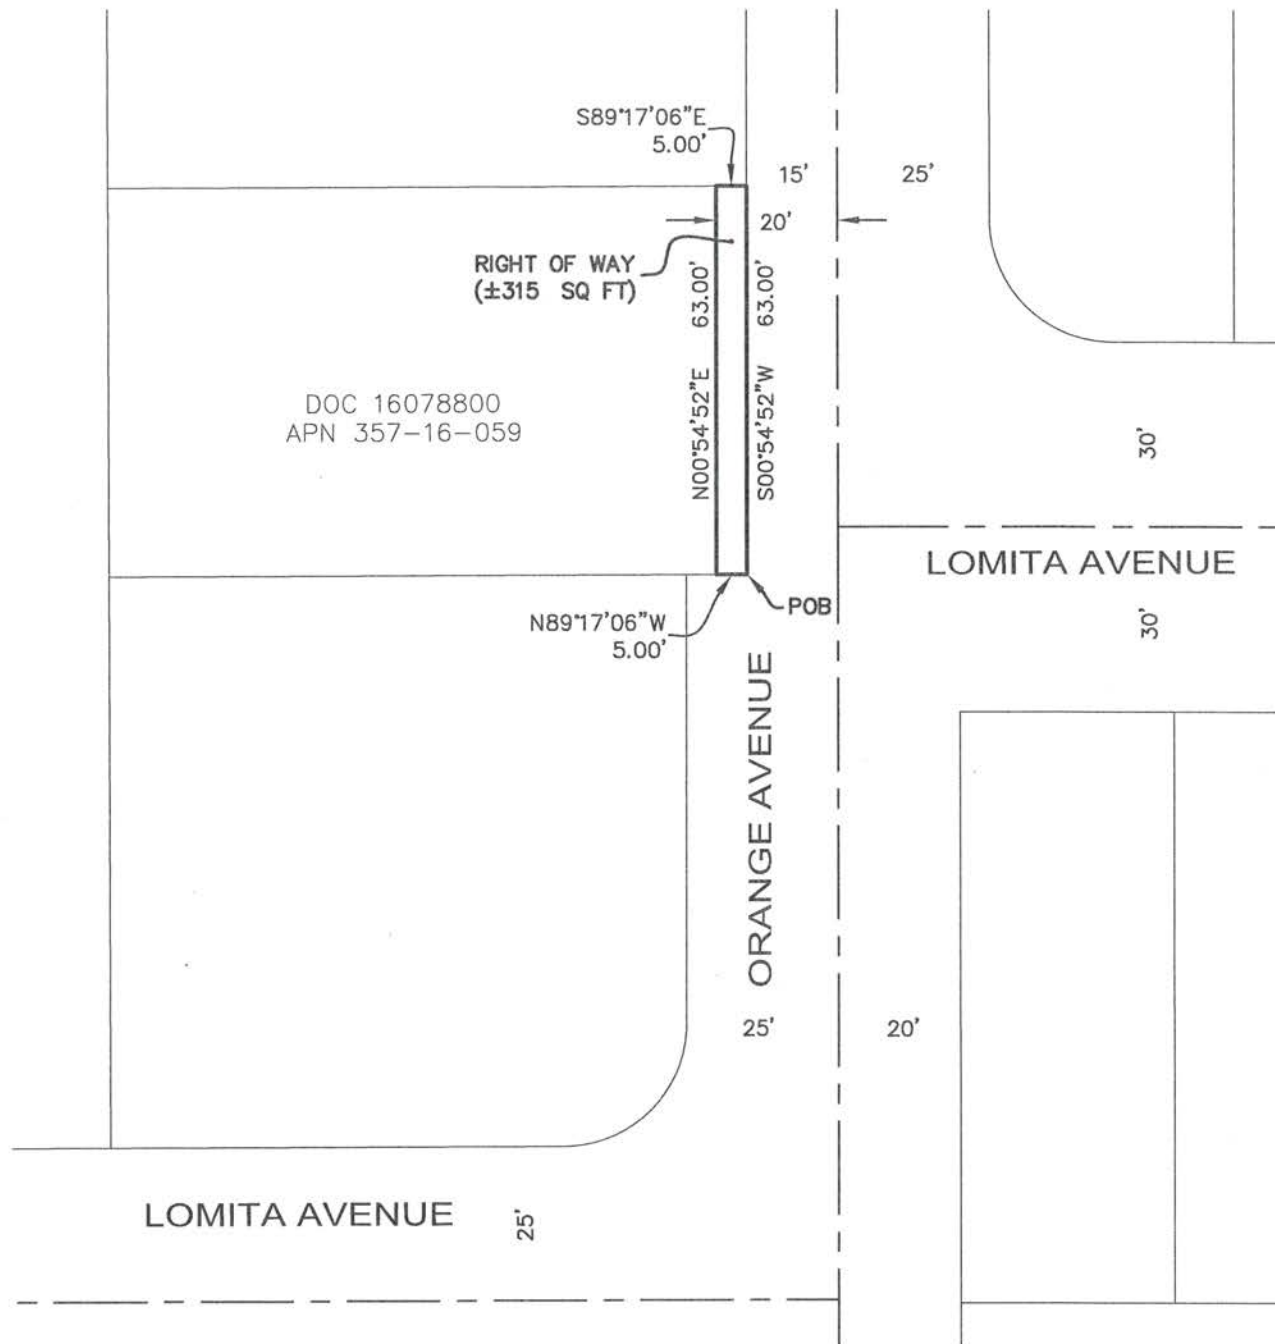 S89°17'06"E
5.00'
15'
25'
20'
RIGHT OF WAY
(±315 SQ FT)
N00°54'52"E 63.00'
S00°54'52"W 63.00'
DOC 16078800
APN 357-16-059
30'
LOMITA AVENUE
30'
POB
N89°17'06"W
5.00'
ORANGE AVENUE
25'
20'
LOMITA AVENUE
25'